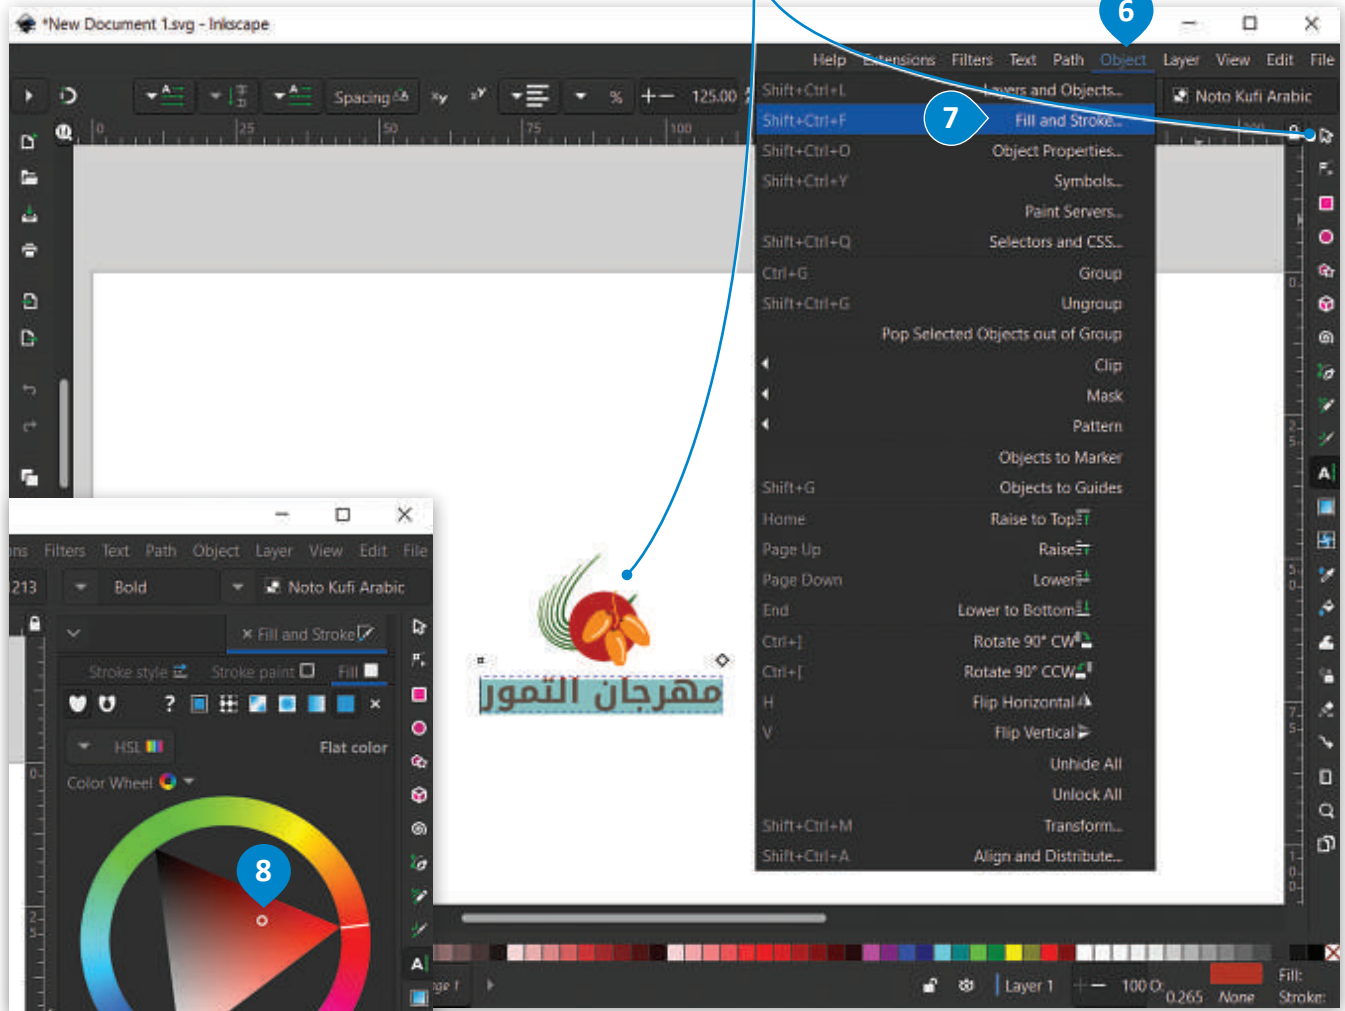 6
*New Document 1.svg - Inkscape
Help Extensions Filters Text Path Object Layer View Edit File
Spacing % 125.00 Noto Kufi Arabic
0 25 50 75 100
Shift+Ctrl+L Layers and Objects...
Shift+Ctrl+F 7 Fill and Stroke...
Shift+Ctrl+O Object Properties...
Shift+Ctrl+Y Symbols...
Paint Servers...
Shift+Ctrl+Q Selectors and CSS...
Ctrl+G Group
Shift+Ctrl+G Ungroup
Pop Selected Objects out of Group
Clip
Mask
Pattern
Objects to Marker
Shift+G Objects to Guides
Home Raise to Top
Page Up Raise
Page Down Lower
End Lower to Bottom
Ctrl+] Rotate 90° CW
Ctrl+[ Rotate 90° CCW
H Flip Horizontal
V Flip Vertical
Unhide All
Unlock All
Shift+Ctrl+M Transform...
Shift+Ctrl+A Align and Distribute...
مهرجان التمور
Filters Text Path Object Layer View Edit File
213 Bold Noto Kufi Arabic
Fill and Stroke
Stroke style Stroke paint Fill
HSL Flat color
Color Wheel
8
Layer 1 100 O: Fill:
0.265 None Stroke: